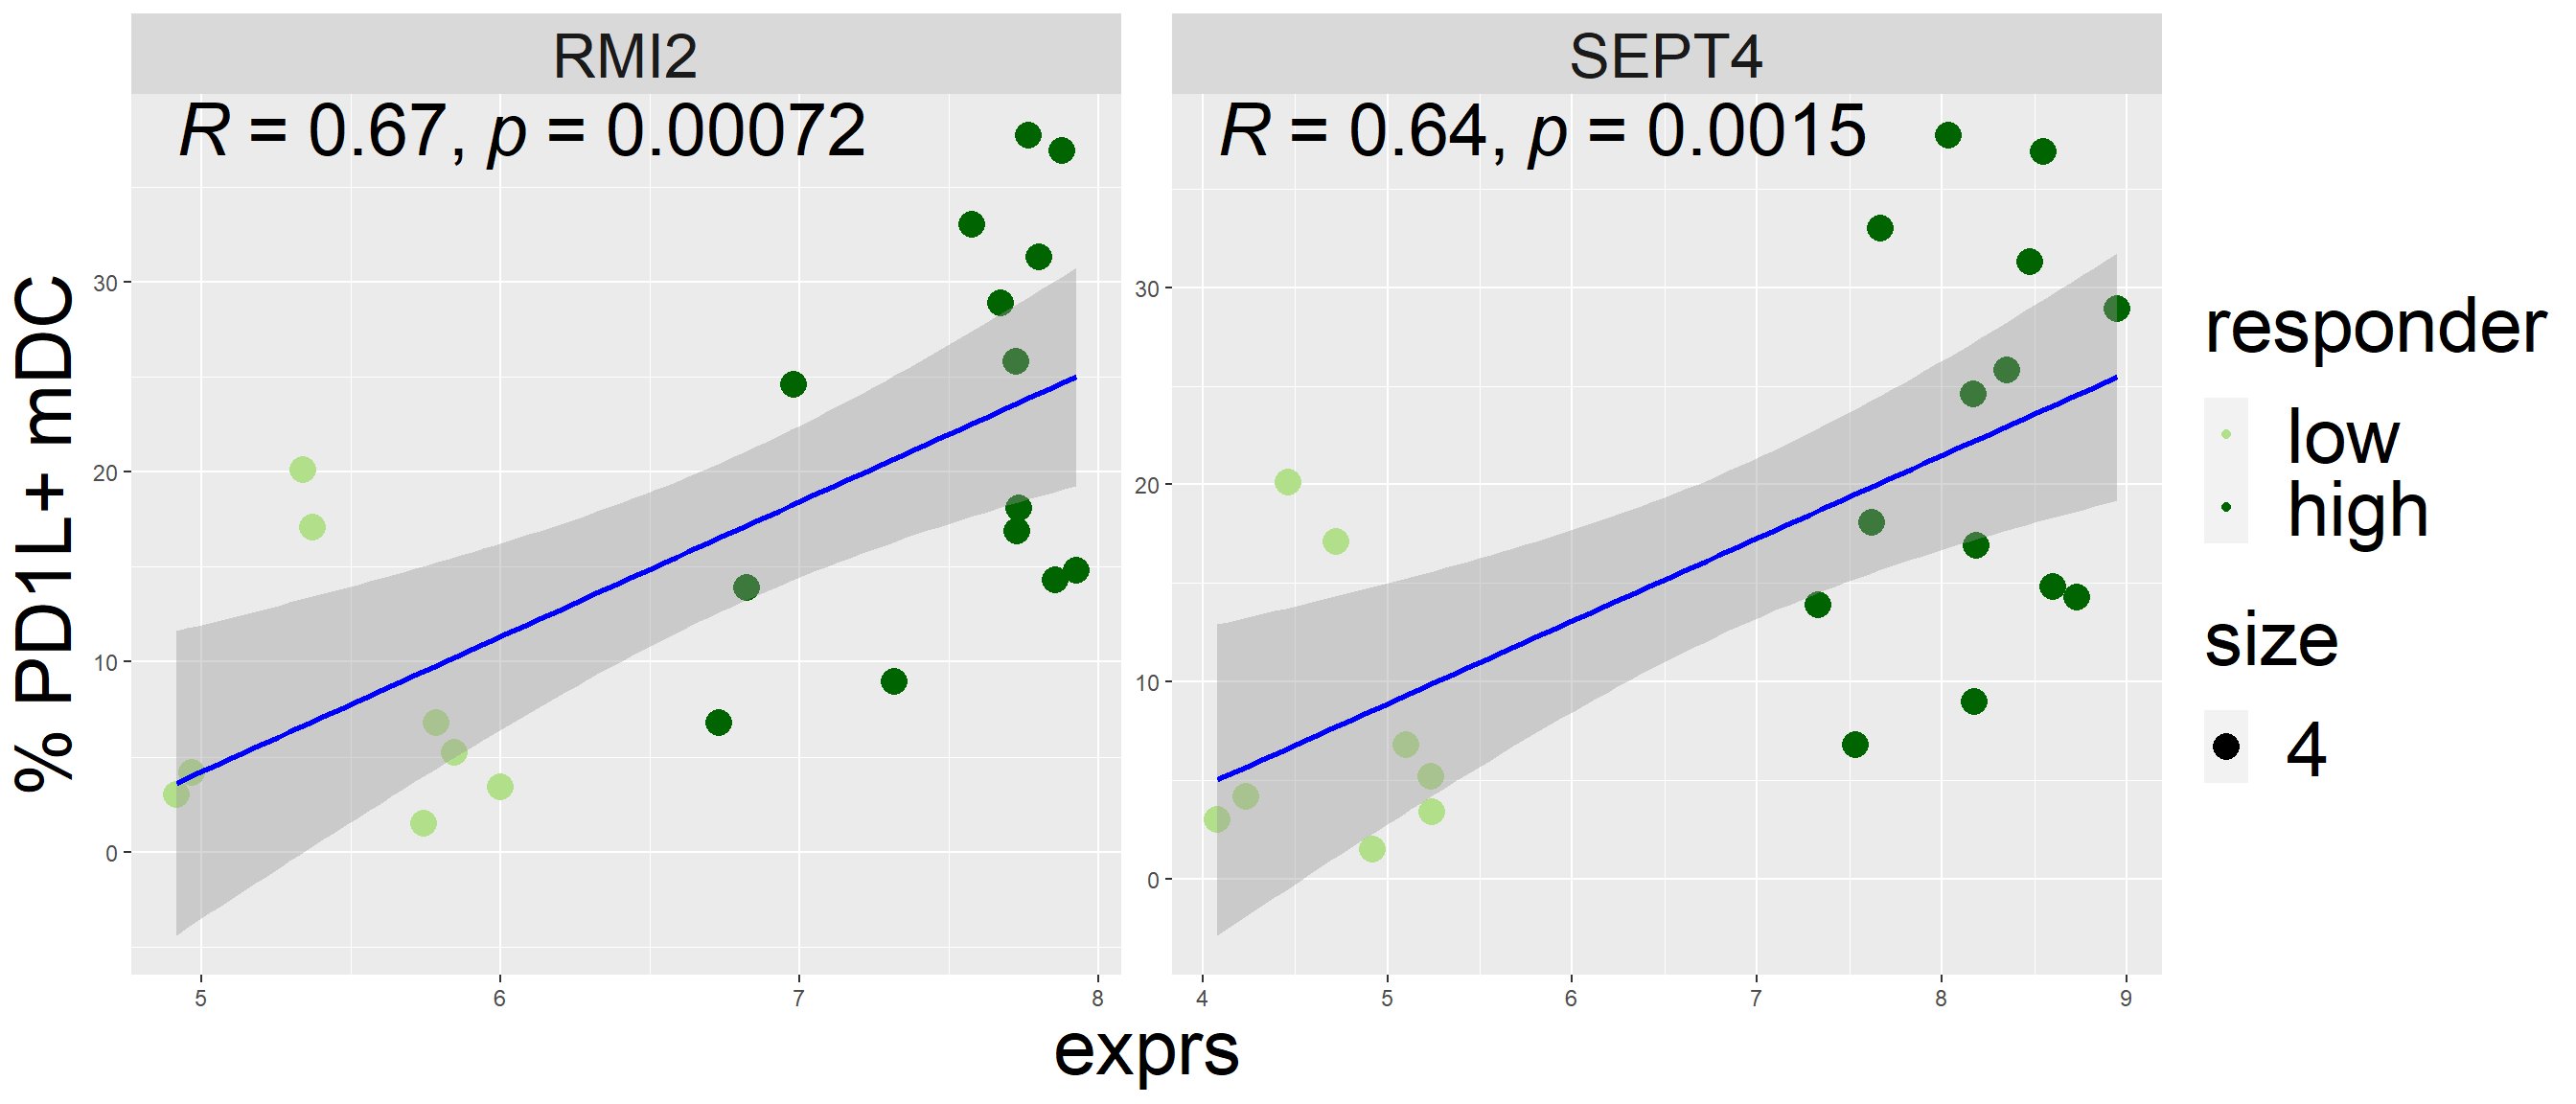 RMI2
SEPT4
R = 0.67, p = 0.00072
R = 0.64, p = 0.0015
% PD1L+ mDC
30
20
10
0
30
20
10
0
5 6 7 8
4 5 6 7 8 9
exprs
responder
low
high
size
4